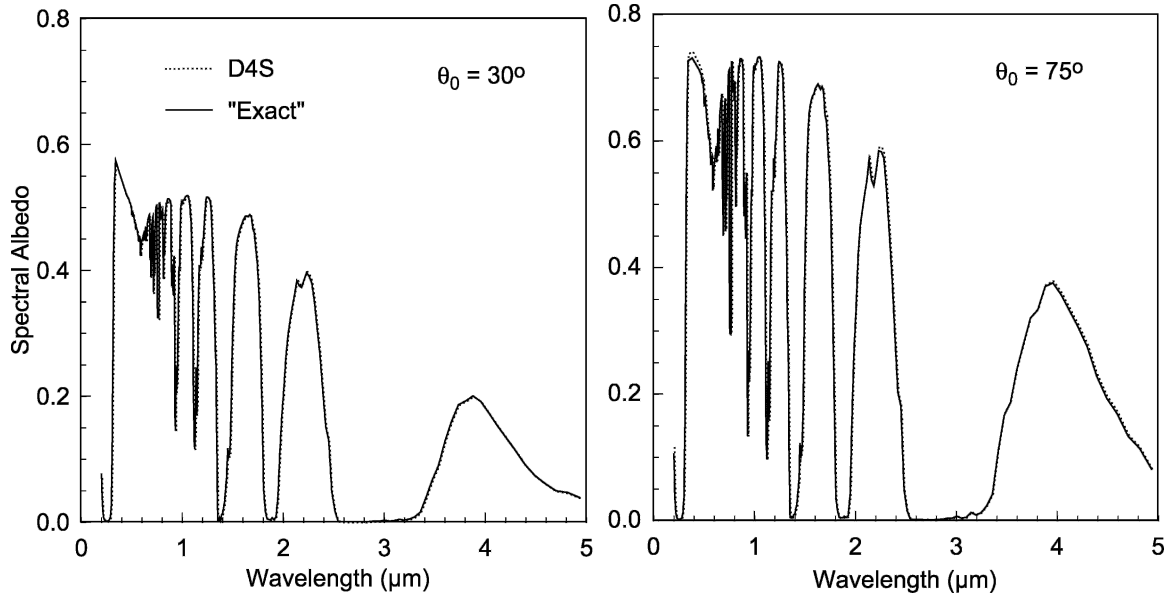 0.8
0.6
0.4
0.2
0.0
Spectral Albedo
D4S
"Exact"
θ0 = 30º
0 1 2 3 4 5
Wavelength (µm)
0.8
0.6
0.4
0.2
0.0
θ0 = 75º
0 1 2 3 4 5
Wavelength (µm)